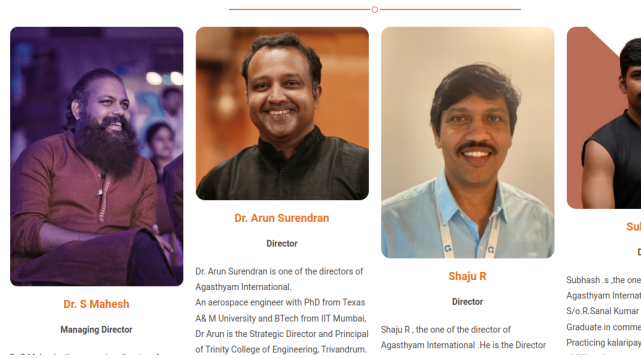 Dr. S Mahesh
Managing Director
Dr. Arun Surendran
Director
Dr. Arun Surendran is one of the directors of
Agasthyam International.
An aerospace engineer with PhD from Texas
A& M University and BTech from IIT Mumbai,
Dr Arun is the Strategic Director and Principal
of Trinity College of Engineering, Trivandrum.
Shaju R
Director
Shaju R , the one of the director of
Agasthyam International .He is the Director
Subhash .s ,the one
S/o.R.Sanal Kumar
Graduate in comme
Practicing kalaripa